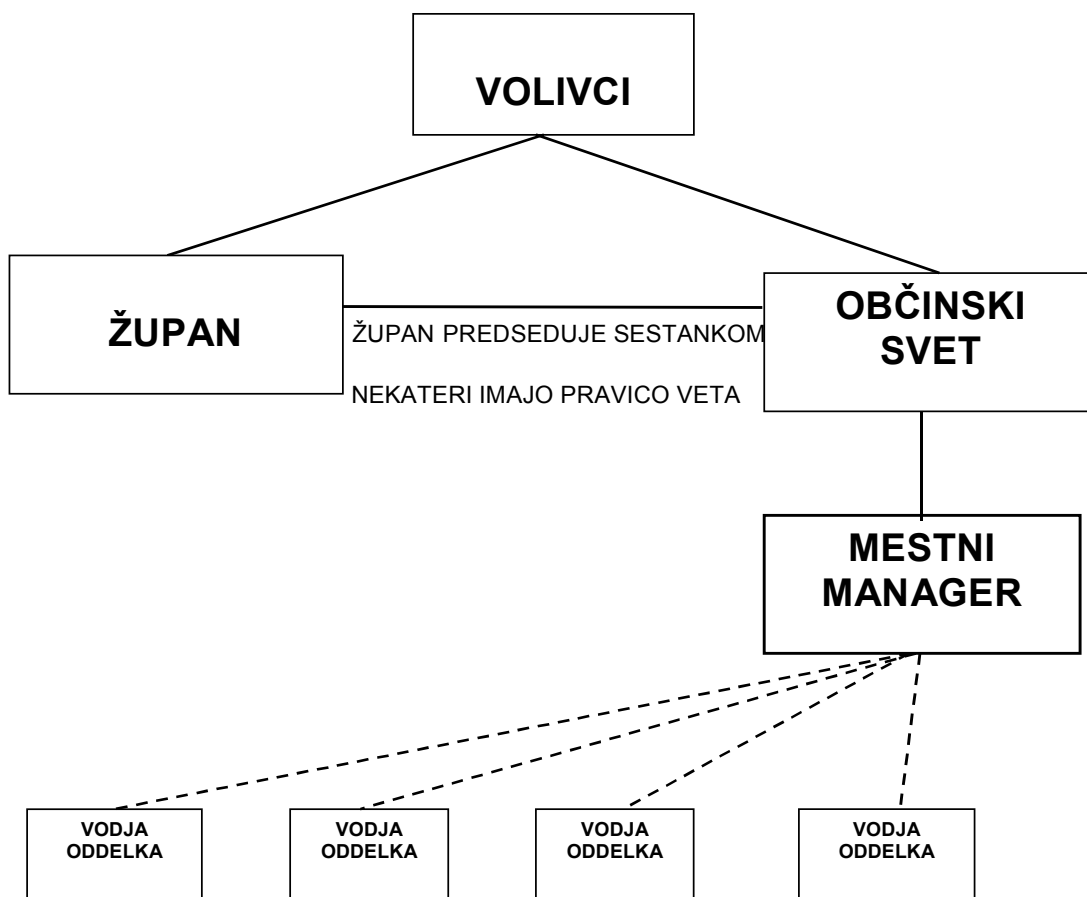 VOLIVCI
ŽUPAN
ŽUPAN PREDSEDUJE SESTANKOM
NEKATERI IMAJO PRAVICO VETA
OBČINSKI
SVET
MESTNI
MANAGER
VODJA
ODDELKA
VODJA
ODDELKA
VODJA
ODDELKA
VODJA
ODDELKA